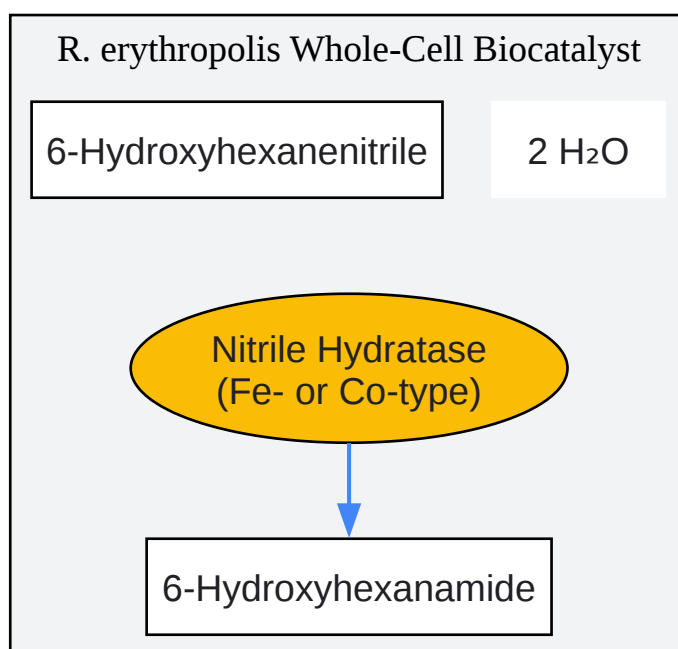 R. erythropolis Whole-Cell Biocatalyst
6-Hydroxyhexanenitrile
2 H₂O
Nitrile Hydratase
(Fe- or Co-type)
6-Hydroxyhexanamide